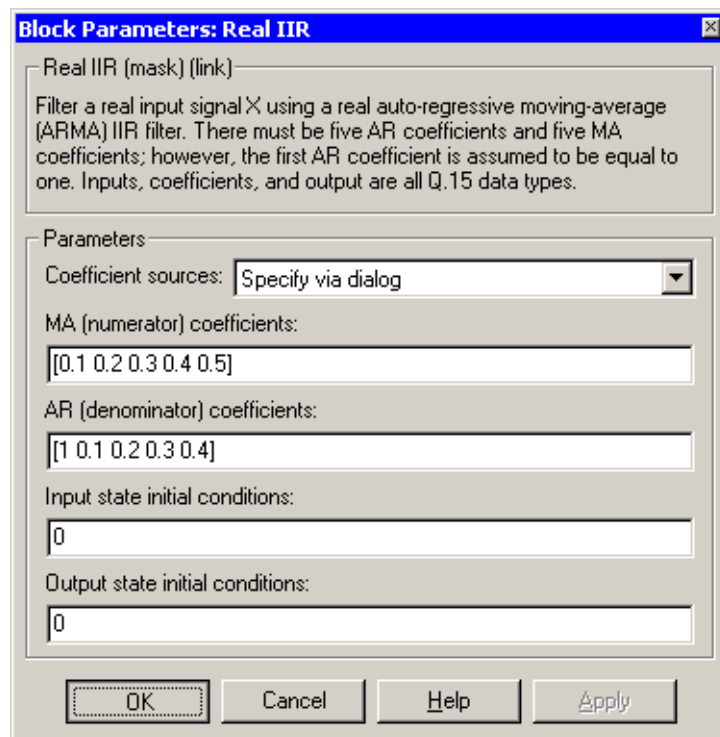 Block Parameters: Real IIR
Real IIR (mask) (link)
Filter a real input signal X using a real auto-regressive moving-average
(ARMA) IIR filter. There must be five AR coefficients and five MA
coefficients; however, the first AR coefficient is assumed to be equal to
one. Inputs, coefficients, and output are all Q.15 data types.
Parameters
Coefficient sources: Specify via dialog
MA (numerator) coefficients:
[0.1 0.2 0.3 0.4 0.5]
AR (denominator) coefficients:
[1 0.1 0.2 0.3 0.4]
Input state initial conditions:
0
Output state initial conditions:
0
OK Cancel Help Apply